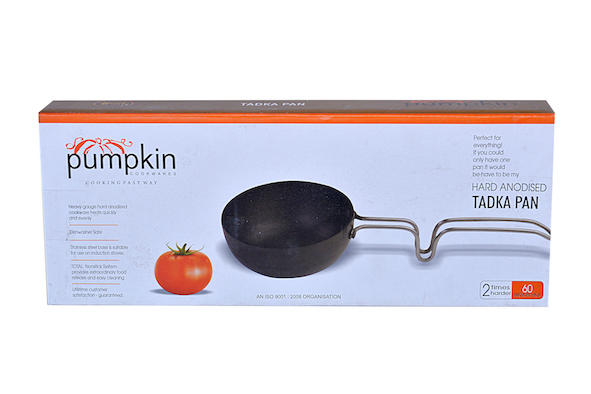 TADKA PAN
pumpkin
pumpkin
COOKWARES
COOKING FAST WAY
Heavy gauge hard anodised
cookware heats quickly
and evenly
Dishwasher Safe
Stainless steel base is suitable
for use on induction stoves
TOTAL Nonstick System
provides extraordinary food
release and easy cleaning
Lifetime customer
satisfaction - guaranteed
Perfect for
everything!
If you could
only have one
pan it would
be-have to be my
HARD ANODISED
TADKA PAN
AN ISO 9001 : 2008 ORGANISATION
2 times
harder
60